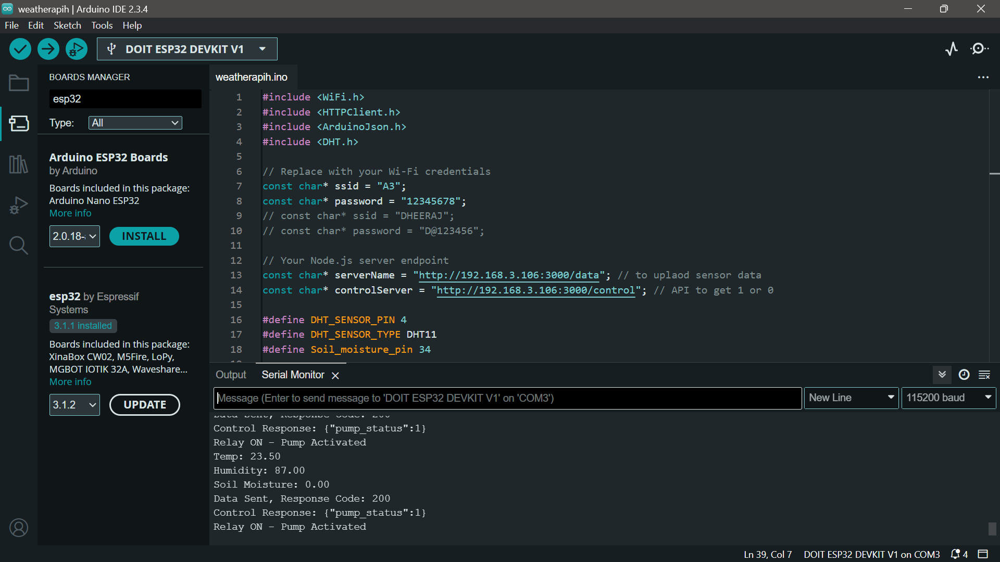 weatherapih | Arduino IDE 2.3.4
File Edit Sketch Tools Help
DOIT ESP32 DEVKIT V1
BOARDS MANAGER
esp32
Type: All
Arduino ESP32 Boards
by Arduino
Boards included in this package:
Arduino Nano ESP32
More info
INSTALL
esp32 by Espressif
Systems
3.1.1 installed
Boards included in this package:
XinaBox CW02, M5Fire, LoPy,
MGBOT IOTIK 32A, Waveshare...
More info
3.1.2 UPDATE
weatherapih.ino
1 #include <WiFi.h>
2 #include <HTTPClient.h>
3 #include <ArduinoJson.h>
4 #include <DHT.h>
5
6 // Replace with your Wi-Fi credentials
7 const char* ssid = "A3";
8 const char* password = "12345678";
9 // const char* ssid = "DHEERAJ";
10 // const char* password = "D@123456";
11
12 // Your Node.js server endpoint
13 const char* serverName = "http://192.168.3.106:3000/data"; // to uplaod sensor data
14 const char* controlServer = "http://192.168.3.106:3000/control"; // API to get 1 or 0
15
16 #define DHT_SENSOR_PIN 4
17 #define DHT_SENSOR_TYPE DHT11
18 #define Soil_moisture_pin 34
Output Serial Monitor
Message (Enter to send message to 'DOIT ESP32 DEVKIT V1' on 'COM3')
New Line
115200 baud
Data Sent, Response Code: 200
Control Response: {"pump_status":1}
Relay ON - Pump Activated
Temp: 23.50
Humidity: 87.00
Soil Moisture: 0.00
Data Sent, Response Code: 200
Control Response: {"pump_status":1}
Relay ON - Pump Activated
Ln 39, Col 7 DOIT ESP32 DEVKIT V1 on COM3 4